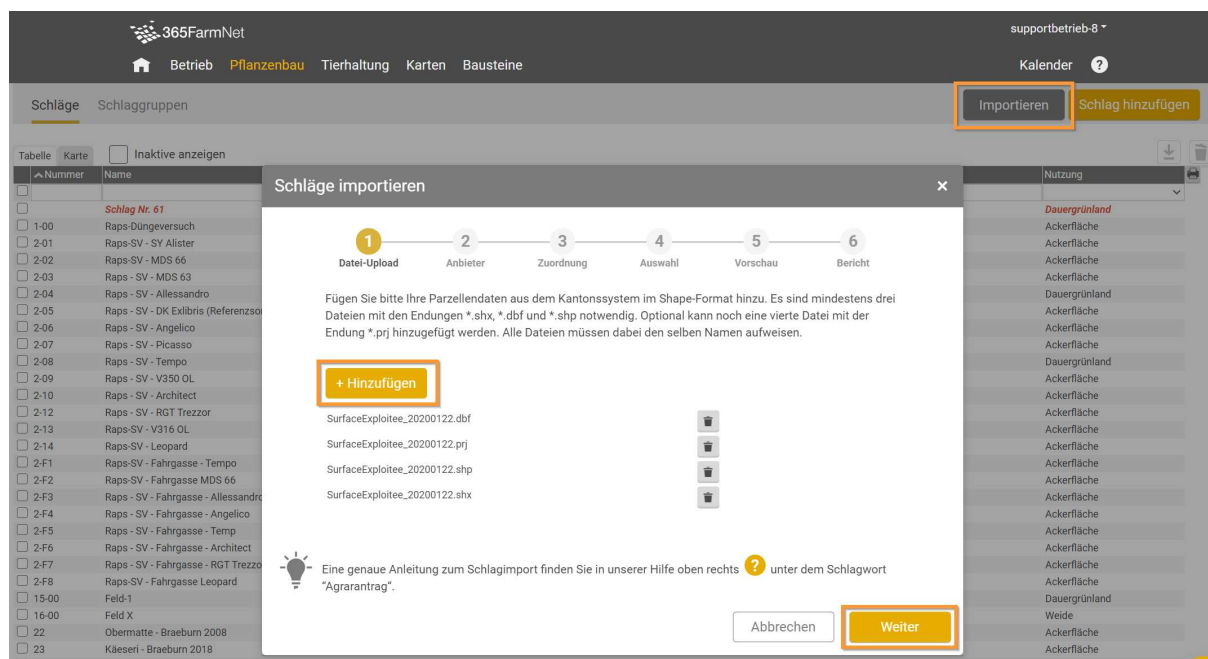 365FarmNet
supportbetrieb-8
Betrieb Pflanzenbau Tierhaltung Karten Bausteine
Kalender ?
Schläge Schlaggruppen
Importieren Schlag hinzufügen
Tabelle Karte Inaktive anzeigen
Nummer Name Nutzung
Schläge importieren ×
Schlag Nr. 61 Dauergrünland
1-00 Raps-Düngeversuch Ackerfläche
2-01 Raps-SV - SY Alister Ackerfläche
2-02 Raps-SV - MDS 66 Ackerfläche
2-03 Raps - SV - MDS 63 Ackerfläche
2-04 Raps - SV - Allessandro Dauergrünland
2-05 Raps - SV - DK Exlibris (Referenzso Ackerfläche
2-06 Raps - SV - Angelico Ackerfläche
2-07 Raps - SV - Picasso Ackerfläche
2-08 Raps - SV - Tempo Dauergrünland
2-09 Raps - SV - V350 OL Ackerfläche
2-10 Raps - SV - Architect Ackerfläche
2-12 Raps - SV - RGT Trezzor Ackerfläche
2-13 Raps-SV - V316 OL Ackerfläche
2-14 Raps-SV - Leopard Ackerfläche
2-F1 Raps-SV - Fahrgasse - Tempo Ackerfläche
2-F2 Raps-SV - Fahrgasse MDS 66 Ackerfläche
2-F3 Raps - SV - Fahrgasse - Allessandro Ackerfläche
2-F4 Raps - SV - Fahrgasse - Angelico Ackerfläche
2-F5 Raps - SV - Fahrgasse - Temp Ackerfläche
2-F6 Raps - SV - Fahrgasse - Architect Ackerfläche
2-F7 Raps - SV - Fahrgasse - RGT Trezzo Ackerfläche
2-F8 Raps-SV - Fahrgasse Leopard Ackerfläche
15-00 Feld-1 Dauergrünland
16-00 Feld X Weide
22 Obermatte - Braeburn 2008 Ackerfläche
23 Käeseri - Braeburn 2018 Ackerfläche
1 2 3 4 5 6
Datei-Upload Anbieter Zuordnung Auswahl Vorschau Bericht
Fügen Sie bitte Ihre Parzellendaten aus dem Kantonssystem im Shape-Format hinzu. Es sind mindestens drei
Dateien mit den Endungen *.shx, *.dbf und *.shp notwendig. Optional kann noch eine vierte Datei mit der
Endung *.prj hinzugefügt werden. Alle Dateien müssen dabei den selben Namen aufweisen.
+ Hinzufügen
SurfaceExploitee_20200122.dbf
SurfaceExploitee_20200122.prj
SurfaceExploitee_20200122.shp
SurfaceExploitee_20200122.shx
Eine genaue Anleitung zum Schlagimport finden Sie in unserer Hilfe oben rechts ? unter dem Schlagwort
"Agrarantrag".
Abbrechen Weiter